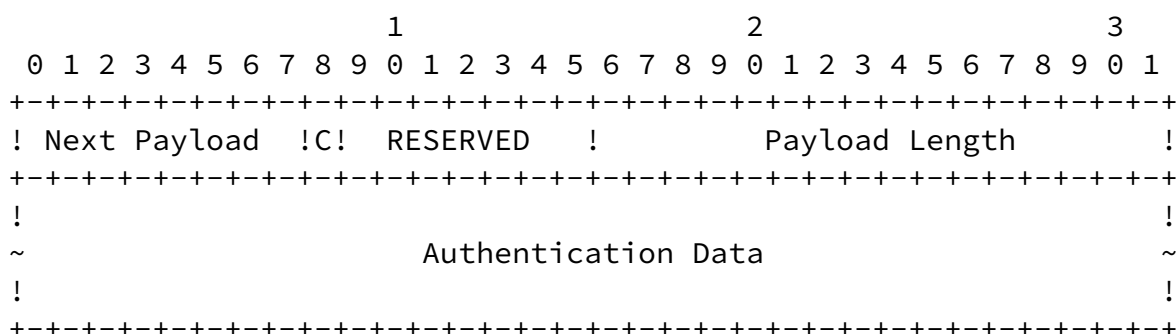 1                   2                   3
 0 1 2 3 4 5 6 7 8 9 0 1 2 3 4 5 6 7 8 9 0 1 2 3 4 5 6 7 8 9 0 1
+-+-+-+-+-+-+-+-+-+-+-+-+-+-+-+-+-+-+-+-+-+-+-+-+-+-+-+-+-+-+-+-+
! Next Payload  !C!  RESERVED   !         Payload Length        !
+-+-+-+-+-+-+-+-+-+-+-+-+-+-+-+-+-+-+-+-+-+-+-+-+-+-+-+-+-+-+-+-+
!                                                               !
~                      Authentication Data                      ~
!                                                               !
+-+-+-+-+-+-+-+-+-+-+-+-+-+-+-+-+-+-+-+-+-+-+-+-+-+-+-+-+-+-+-+-+